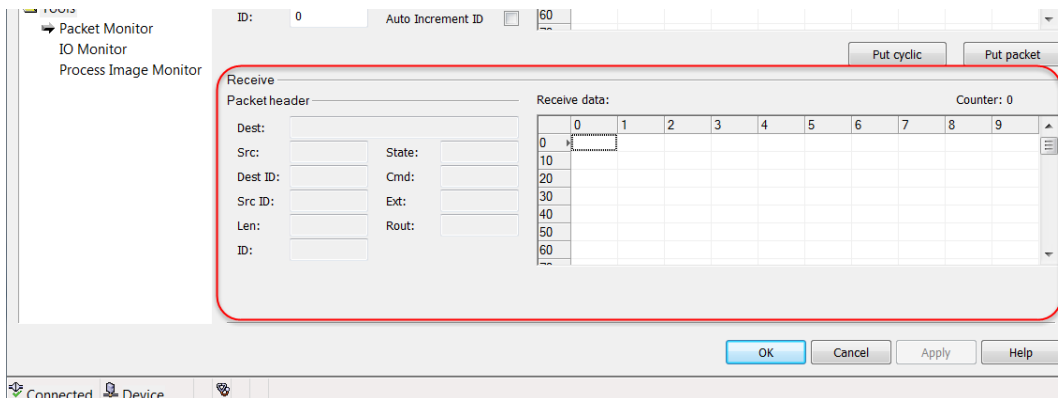 Tools
Packet Monitor
IO Monitor
Process Image Monitor
ID: 0 Auto Increment ID 60
70
Put cyclic Put packet
Receive
Packet header
Receive data: Counter: 0
Dest:
Src: State:
Dest ID: Cmd:
Src ID: Ext:
Len: Rout:
ID:
0 1 2 3 4 5 6 7 8 9
0
10
20
30
40
50
60
70
OK Cancel Apply Help
Connected Device